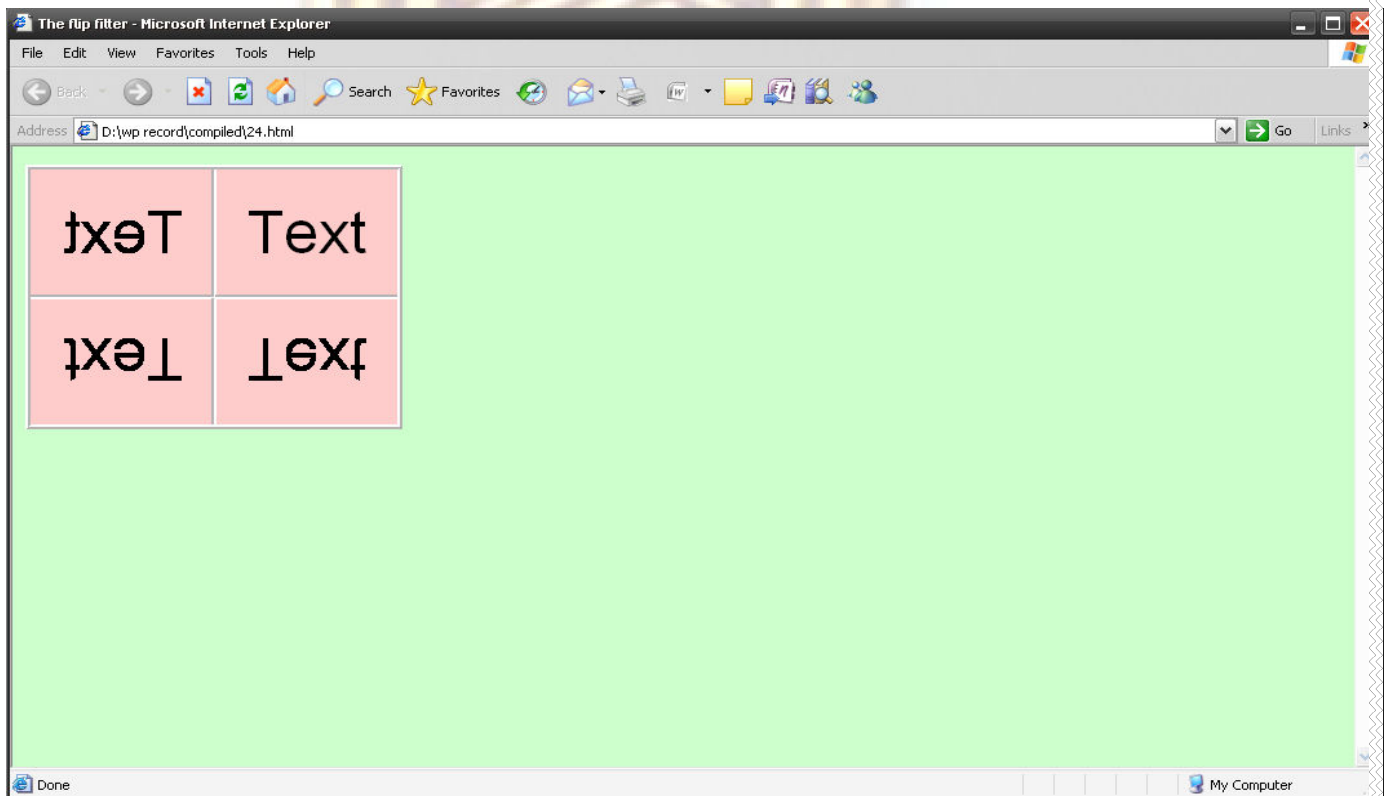 The flip fitter - Microsoft Internet Explorer
File Edit View Favorites Tools Help
Back Search Favorites
Address D:\wp record\compiled\24.html Go Links
Text Text
Text Text
Done My Computer